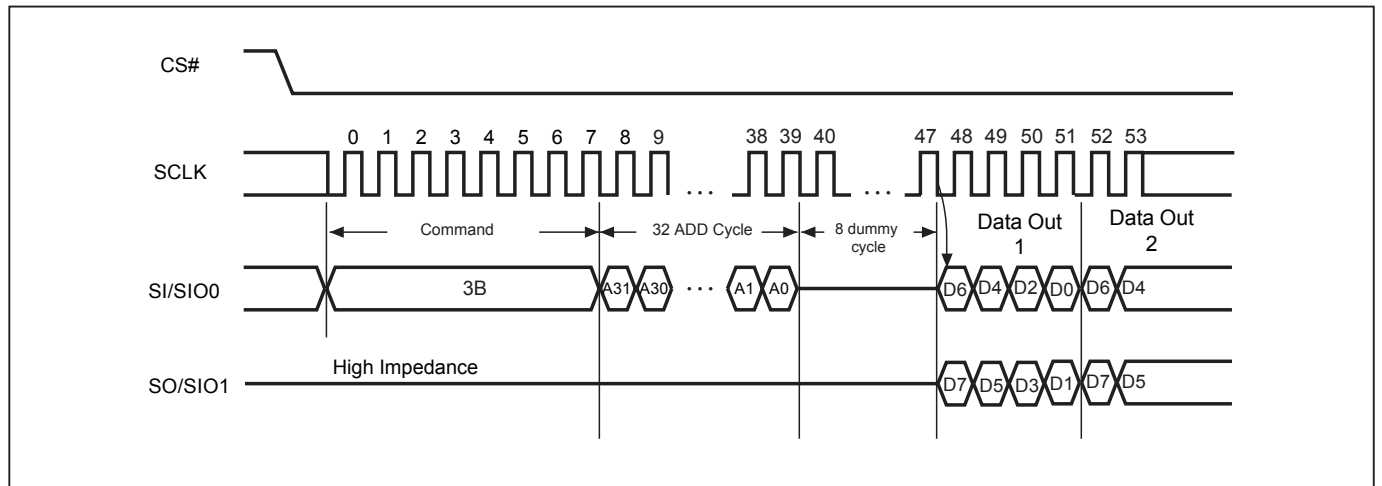 CS#
0 1 2 3 4 5 6 7 8 9 38 39 40 47 48 49 50 51 52 53
SCLK
... ...
Command 32 ADD Cycle 8 dummy cycle Data Out 1 Data Out 2
SI/SIO0 3B A31 A30 ... A1 A0 D6 D4 D2 D0 D6 D4
High Impedance
SO/SIO1 D7 D5 D3 D1 D7 D5